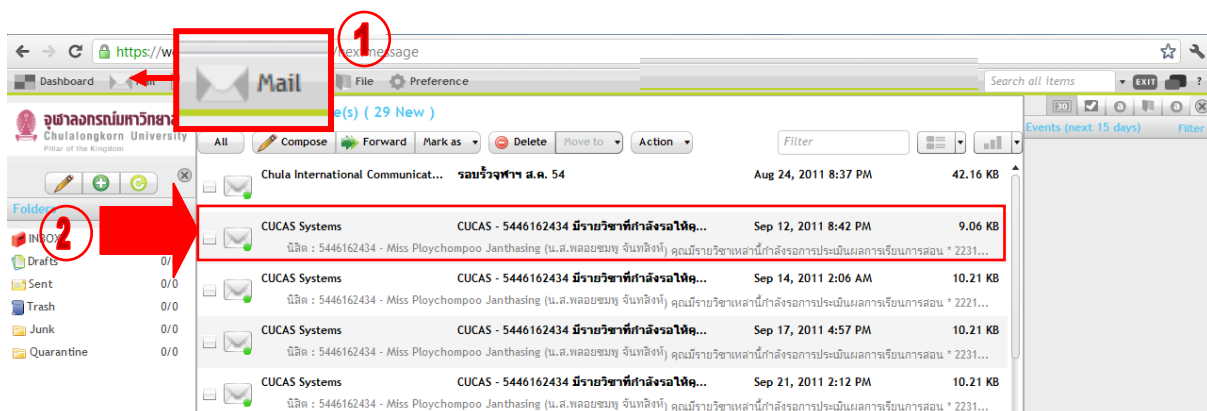 1
https://w
/nextmessage
Dashboard Mail File Preference Search all items EXIT ?
Mail
จุฬาลงกรณ์มหาวิทยาลั
Chulalongkorn University
Pillar of the Kingdom
e(s) ( 29 New )
30
Events (next 15 days) Filter
All Compose Forward Mark as Delete Move to Action Filter
Folders
2
INBOX
Drafts 0/
Sent 0/0
Trash 0/0
Junk 0/0
Quarantine 0/0
Chula International Communicat... รอบรั้วจุฬาฯ ส.ค. 54 Aug 24, 2011 8:37 PM 42.16 KB
CUCAS Systems CUCAS - 5446162434 มีรายวิชาที่กำลังรอให้คุ... Sep 12, 2011 8:42 PM 9.06 KB
นิสิต : 5446162434 - Miss Ploychompoo Janthasing (น.ส.พลอยชมพู จันทสิงห์) คุณมีรายวิชาเหล่านี้กำลังรอการประเมินผลการเรียนการสอน * 2231...
CUCAS Systems CUCAS - 5446162434 มีรายวิชาที่กำลังรอให้คุ... Sep 14, 2011 2:06 AM 10.21 KB
นิสิต : 5446162434 - Miss Ploychompoo Janthasing (น.ส.พลอยชมพู จันทสิงห์) คุณมีรายวิชาเหล่านี้กำลังรอการประเมินผลการเรียนการสอน * 2221...
CUCAS Systems CUCAS - 5446162434 มีรายวิชาที่กำลังรอให้คุ... Sep 17, 2011 4:57 PM 10.21 KB
นิสิต : 5446162434 - Miss Ploychompoo Janthasing (น.ส.พลอยชมพู จันทสิงห์) คุณมีรายวิชาเหล่านี้กำลังรอการประเมินผลการเรียนการสอน * 2231...
CUCAS Systems CUCAS - 5446162434 มีรายวิชาที่กำลังรอให้คุ... Sep 21, 2011 2:12 PM 10.21 KB
นิสิต : 5446162434 - Miss Ploychompoo Janthasing (น.ส.พลอยชมพู จันทสิงห์) คุณมีรายวิชาเหล่านี้กำลังรอการประเมินผลการเรียนการสอน * 2231...